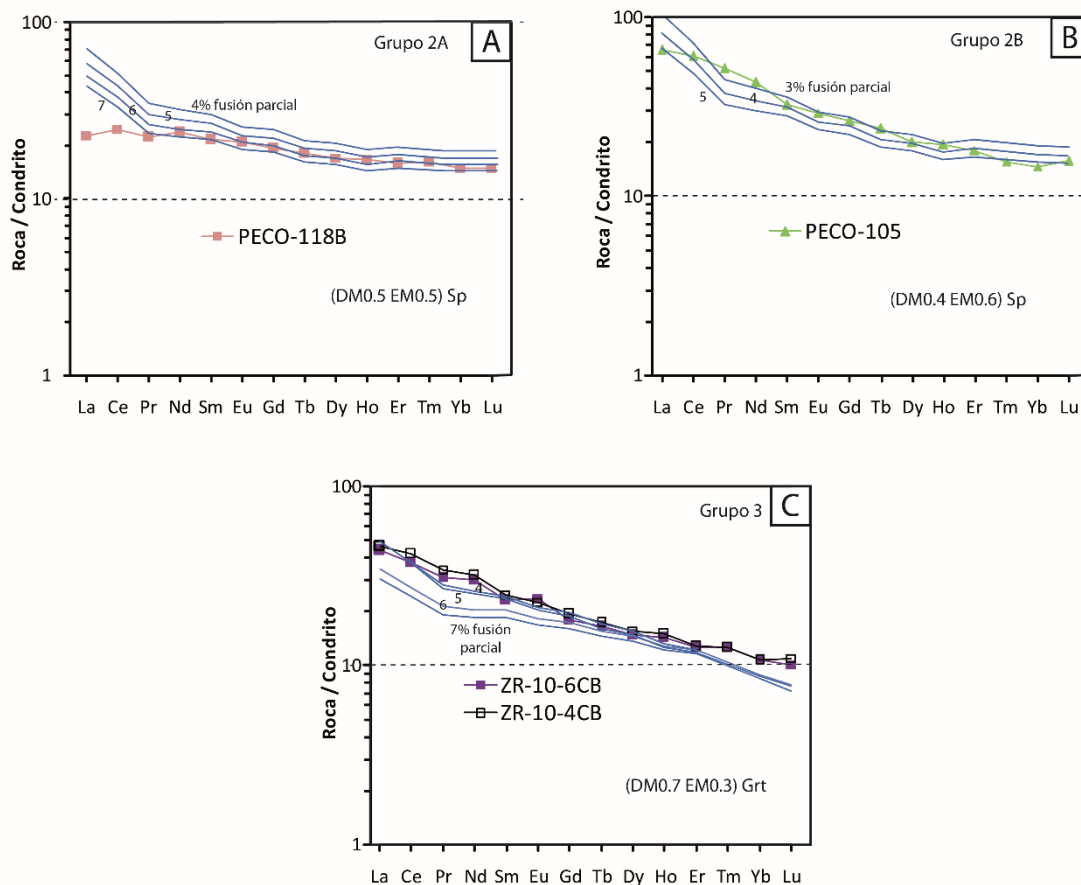 100
Grupo 2A
A
7
6
5
4% fusión parcial
Roca / Condrito
10
PECO-118B
(DM0.5 EM0.5) Sp
1
La Ce Pr Nd Sm Eu Gd Tb Dy Ho Er Tm Yb Lu
100
Grupo 2B
B
5
4
3% fusión parcial
Roca / Condrito
10
PECO-105
(DM0.4 EM0.6) Sp
1
La Ce Pr Nd Sm Eu Gd Tb Dy Ho Er Tm Yb Lu
100
Grupo 3
C
4
5
6
7% fusión
parcial
Roca / Condrito
10
ZR-10-6CB
ZR-10-4CB
(DM0.7 EM0.3) Grt
1
La Ce Pr Nd Sm Eu Gd Tb Dy Ho Er Tm Yb Lu